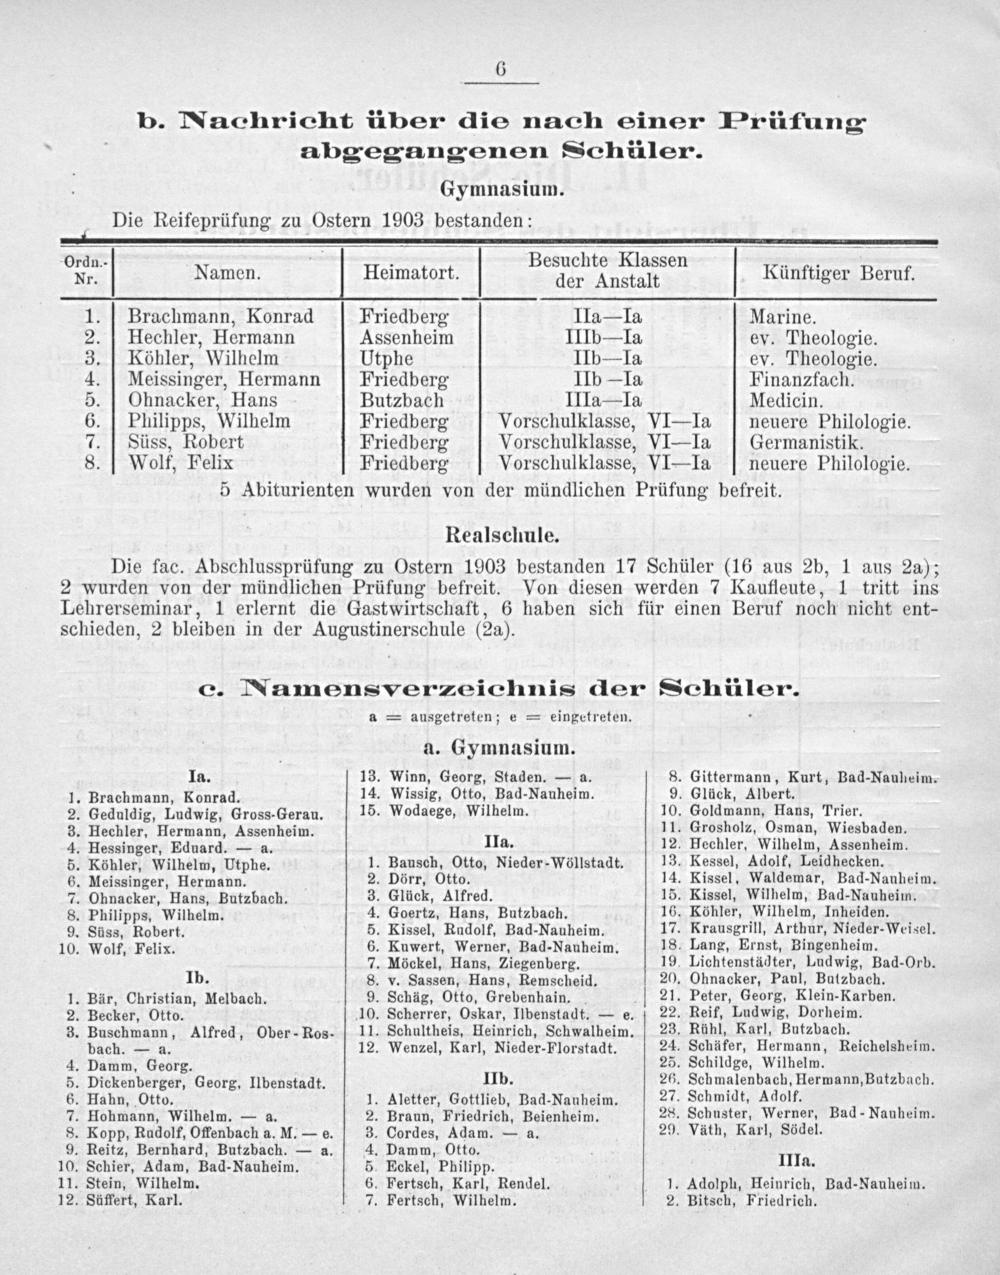 6
b. Nachricht über die nach einer Prüfung
abgegangenen Schüler.
Gymnasium.
Die Reifeprüfung zu Ostern 1903 bestanden:
Ordn.-Nr. Namen. Heimatort. Besuchte Klassen der Anstalt Künftiger Beruf.
1. Brachmann, Konrad Friedberg IIa—Ia Marine.
2. Hechler, Hermann Assenheim IIIb—Ia ev. Theologie.
3. Köhler, Wilhelm Utphe IIb—Ia ev. Theologie.
4. Meissinger, Hermann Friedberg IIb—Ia Finanzfach.
5. Ohnacker, Hans Butzbach IIIa—Ia Medicin.
6. Philipps, Wilhelm Friedberg Vorschulklasse, VI—Ia neuere Philologie.
7. Süss, Robert Friedberg Vorschulklasse, VI—Ia Germanistik.
8. Wolf, Felix Friedberg Vorschulklasse, VI—Ia neuere Philologie.
5 Abiturienten wurden von der mündlichen Prüfung befreit.
Realschule.
Die fac. Abschlussprüfung zu Ostern 1903 bestanden 17 Schüler (16 aus 2b, 1 aus 2a);
2 wurden von der mündlichen Prüfung befreit. Von diesen werden 7 Kaufleute, 1 tritt ins
Lehrerseminar, 1 erlernt die Gastwirtschaft, 6 haben sich für einen Beruf noch nicht ent-
schieden, 2 bleiben in der Augustinerschule (2a).
c. Namensverzeichnis der Schüler.
a = ausgetreten; e = eingetreten.
a. Gymnasium.
Ia.
1. Brachmann, Konrad.
2. Geduldig, Ludwig, Gross-Gerau.
3. Hechler, Hermann, Assenheim.
4. Hessinger, Eduard. — a.
5. Köhler, Wilhelm, Utphe.
6. Meissinger, Hermann.
7. Ohnacker, Hans, Butzbach.
8. Philipps, Wilhelm.
9. Süss, Robert.
10. Wolf, Felix.
Ib.
1. Bär, Christian, Melbach.
2. Becker, Otto.
3. Buschmann, Alfred, Ober-Ros-
bach. — a.
4. Damm, Georg.
5. Dickenberger, Georg, Ilbenstadt.
6. Hahn, Otto.
7. Hohmann, Wilhelm. — a.
8. Kopp, Rudolf, Offenbach a. M. — e.
9. Reitz, Bernhard, Butzbach. — a.
10. Schier, Adam, Bad-Nauheim.
11. Stein, Wilhelm.
12. Süffert, Karl.
13. Winn, Georg, Staden. — a.
14. Wissig, Otto, Bad-Nauheim.
15. Wodaege, Wilhelm.
IIa.
1. Bausch, Otto, Nieder-Wöllstadt.
2. Dörr, Otto.
3. Glück, Alfred.
4. Goertz, Hans, Butzbach.
5. Kissel, Rudolf, Bad-Nauheim.
6. Kuwert, Werner, Bad-Nauheim.
7. Möckel, Hans, Ziegenberg.
8. v. Sassen, Hans, Remscheid.
9. Schäg, Otto, Grebenhain.
10. Scherrer, Oskar, Ilbenstadt. — e.
11. Schultheis, Heinrich, Schwalheim.
12. Wenzel, Karl, Nieder-Florstadt.
IIb.
1. Aletter, Gottlieb, Bad-Nauheim.
2. Braun, Friedrich, Beienheim.
3. Cordes, Adam. — a.
4. Damm, Otto.
5. Eckel, Philipp.
6. Fertsch, Karl, Rendel.
7. Fertsch, Wilhelm.
8. Gittermann, Kurt, Bad-Nauheim.
9. Glück, Albert.
10. Goldmann, Hans, Trier.
11. Grosholz, Osman, Wiesbaden.
12. Hechler, Wilhelm, Assenheim.
13. Kessel, Adolf, Leidhecken.
14. Kissel, Waldemar, Bad-Nauheim.
15. Kissel, Wilhelm, Bad-Nauheim.
16. Köhler, Wilhelm, Inheiden.
17. Krausgrill, Arthur, Nieder-Weisel.
18. Lang, Ernst, Bingenheim.
19. Lichtenstädter, Ludwig, Bad-Orb.
20. Ohnacker, Paul, Butzbach.
21. Peter, Georg, Klein-Karben.
22. Reif, Ludwig, Dorheim.
23. Rühl, Karl, Butzbach.
24. Schäfer, Hermann, Reichelsheim.
25. Schildge, Wilhelm.
26. Schmalenbach, Hermann, Butzbach.
27. Schmidt, Adolf.
28. Schuster, Werner, Bad-Nauheim.
29. Väth, Karl, Södel.
IIIa.
1. Adolph, Heinrich, Bad-Nauheim.
2. Bitsch, Friedrich.